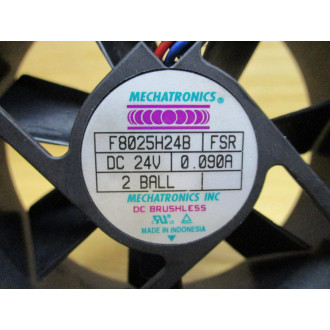 MECHATRONICS®
F8025H24B FSR
DC 24V 0.090A
2 BALL
MECHATRONICS INC
DC BRUSHLESS
MADE IN INDONESIA